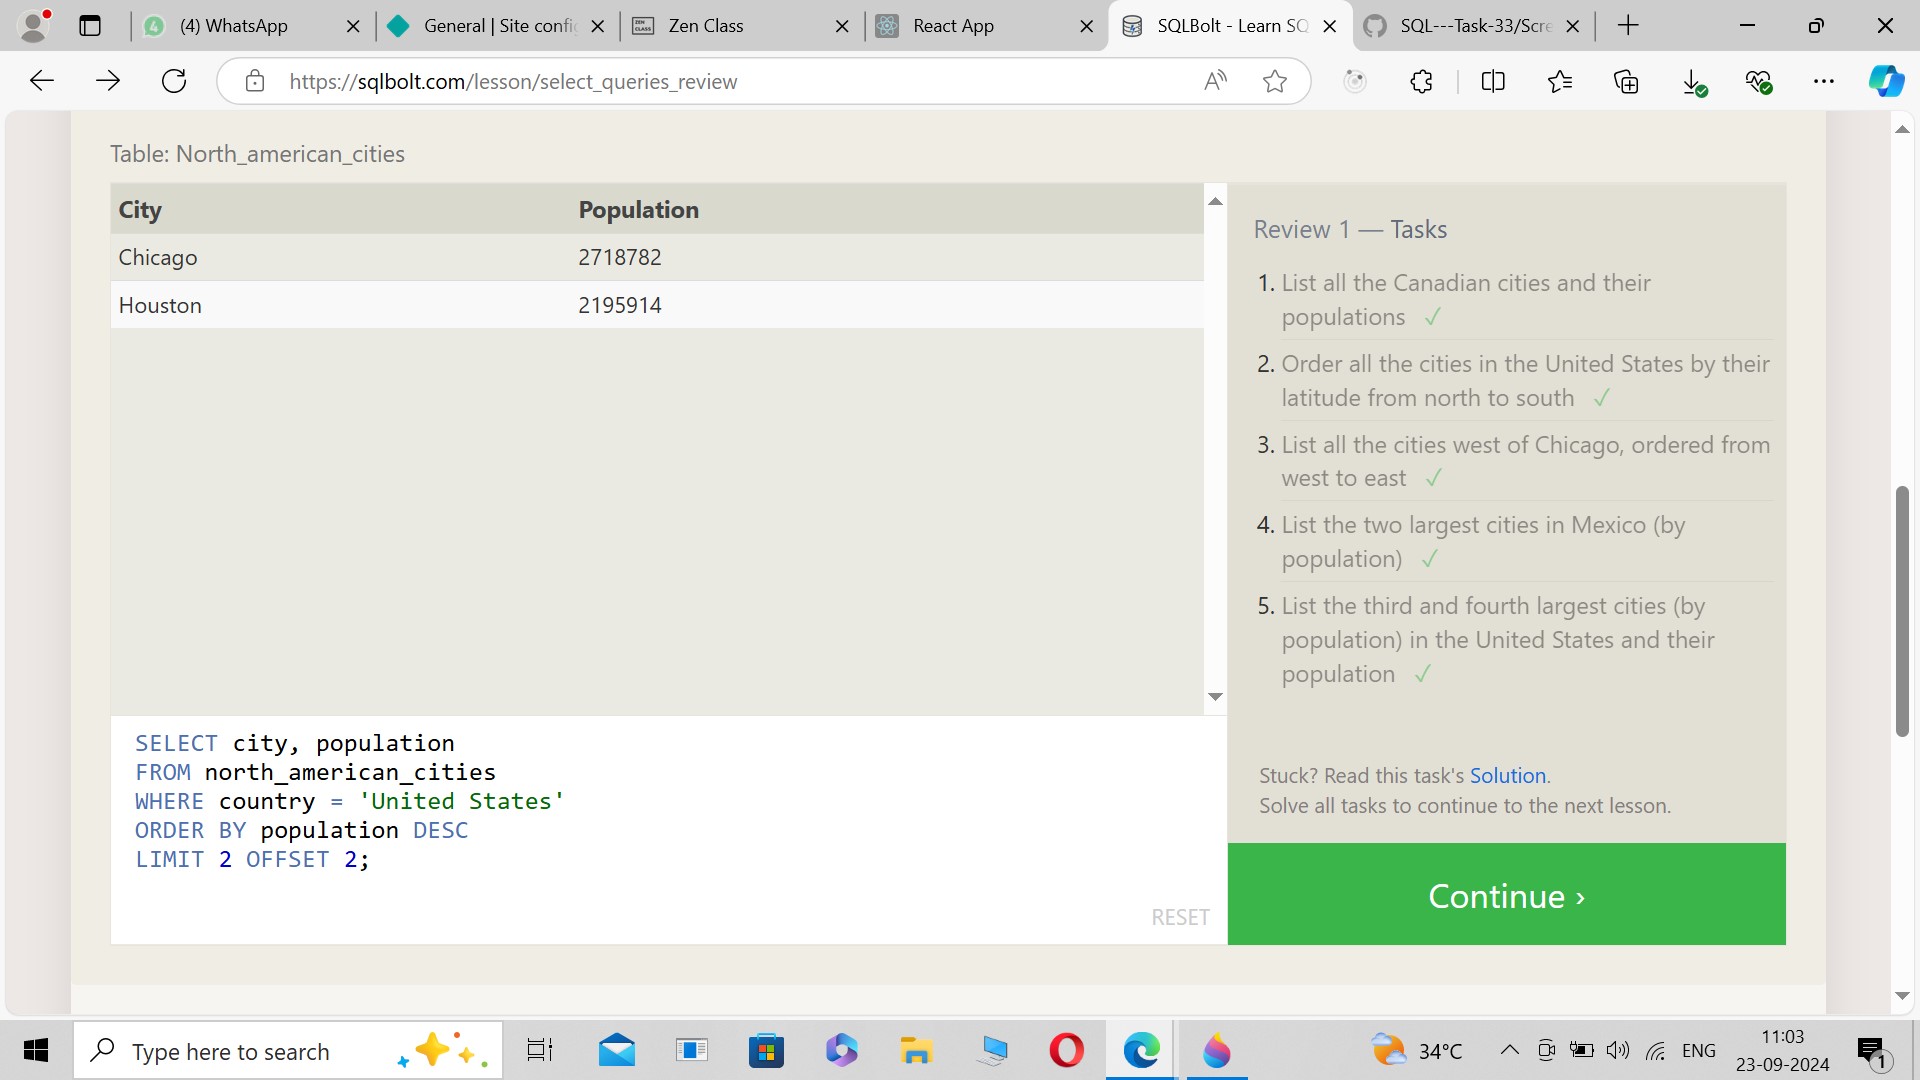 (4) WhatsApp
General | Site config
Zen Class
React App
SQLBolt - Learn SQ
SQL---Task-33/Scre
https://sqlbolt.com/lesson/select_queries_review
Table: North_american_cities
City Population
Chicago 2718782
Houston 2195914
Review 1 — Tasks
1. List all the Canadian cities and their
populations ✓
2. Order all the cities in the United States by their
latitude from north to south ✓
3. List all the cities west of Chicago, ordered from
west to east ✓
4. List the two largest cities in Mexico (by
population) ✓
5. List the third and fourth largest cities (by
population) in the United States and their
population ✓
SELECT city, population
FROM north_american_cities
WHERE country = 'United States'
ORDER BY population DESC
LIMIT 2 OFFSET 2;
RESET
Stuck? Read this task's Solution.
Solve all tasks to continue to the next lesson.
Continue ›
Type here to search
34°C
ENG
11:03
23-09-2024
1